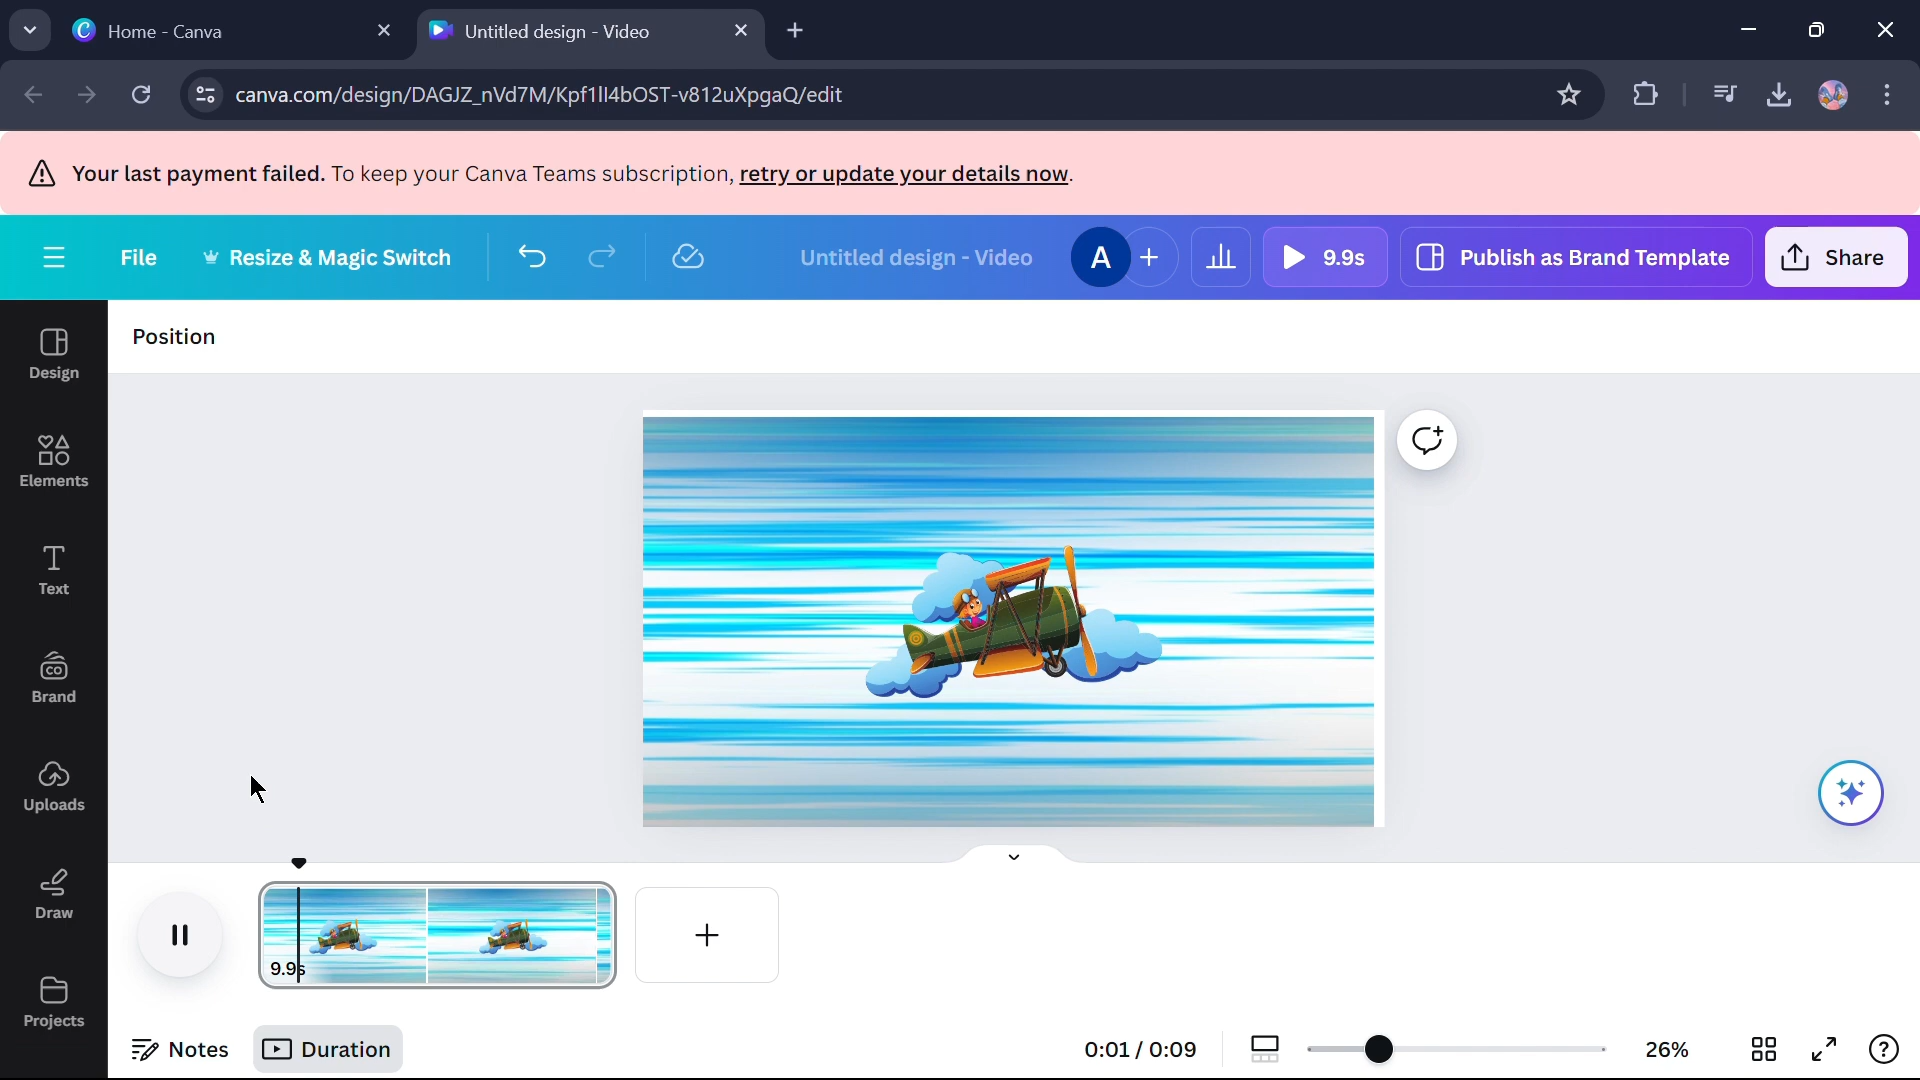 Home - Canva
Untitled design - Video
canva.com/design/DAGJZ_nVd7M/Kpf1lI4bOST-v812uXpgaQ/edit
Your last payment failed. To keep your Canva Teams subscription, retry or update your details now.
File
Resize & Magic Switch
Untitled design - Video
A
9.9s
Publish as Brand Template
Share
Position
Design
Elements
Text
Brand
Uploads
Draw
Projects
9.9s
Notes
Duration
0:01 / 0:09
26%